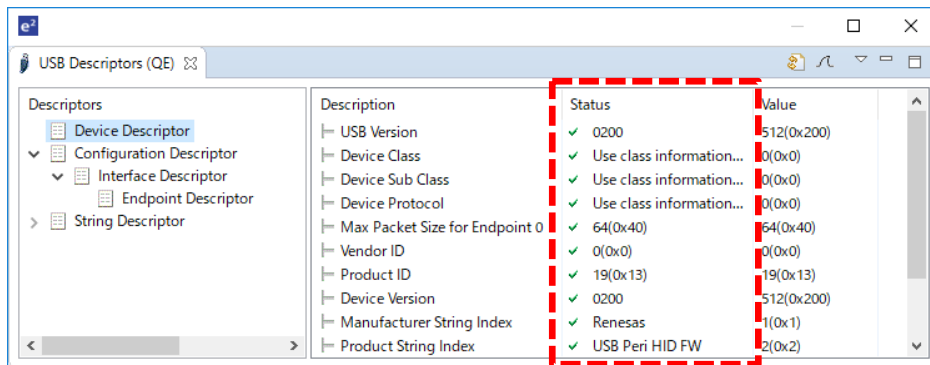 e²
USB Descriptors (QE)
Descriptors
Device Descriptor
Configuration Descriptor
Interface Descriptor
Endpoint Descriptor
String Descriptor
Description Status Value
USB Version 0200 512(0x200)
Device Class Use class information... 0(0x0)
Device Sub Class Use class information... 0(0x0)
Device Protocol Use class information... 0(0x0)
Max Packet Size for Endpoint 0 64(0x40) 64(0x40)
Vendor ID 0(0x0) 0(0x0)
Product ID 19(0x13) 19(0x13)
Device Version 0200 512(0x200)
Manufacturer String Index Renesas 1(0x1)
Product String Index USB Peri HID FW 2(0x2)